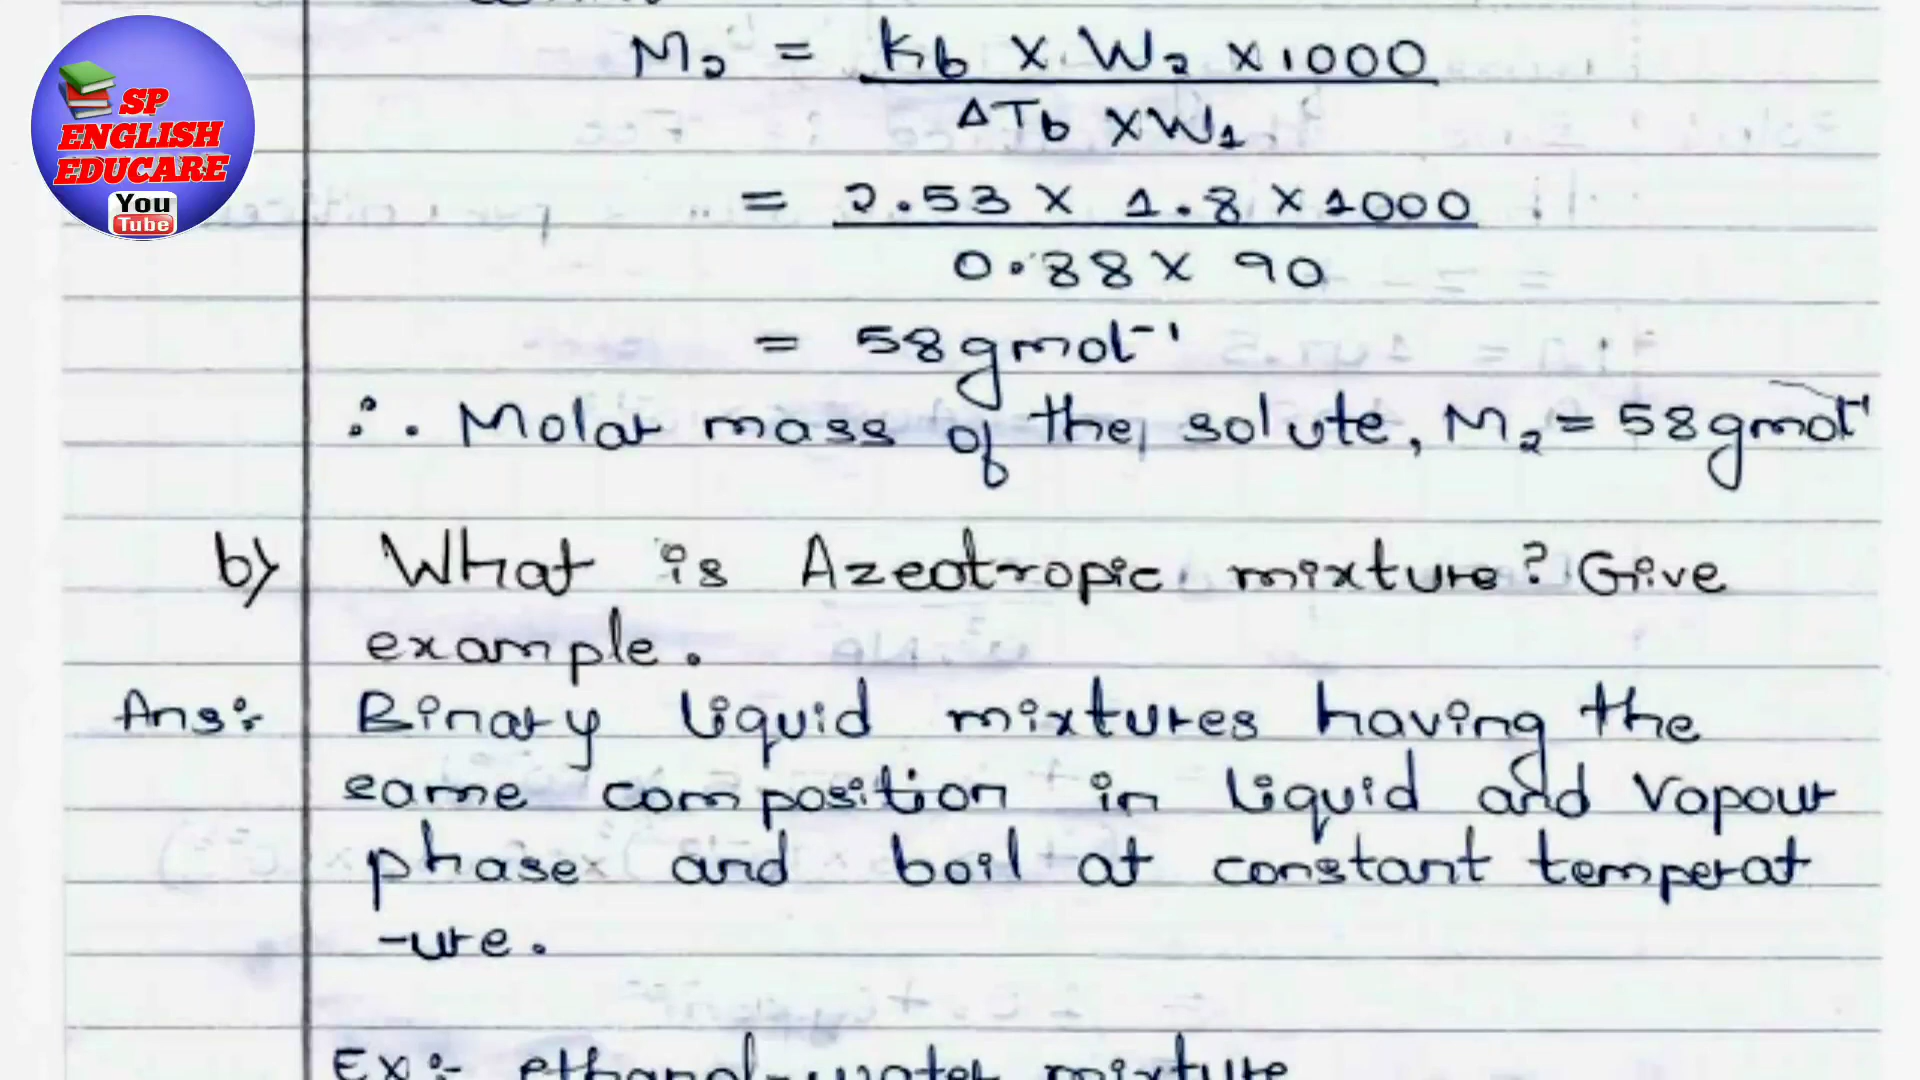 SP
ENGLISH
EDUCARE
You
Tube
M₂ = Kb × W₂ × 1000
ΔTb × W₁
= 2.53 × 1.8 × 1000
0.88 × 90
= 58 g mol⁻¹
∴ Molar mass of the solute, M₂ = 58 g mol⁻¹
b) What is Azeotropic mixture? Give
example.
Ans:- Binary liquid mixtures having the
same composition in liquid and vapour
phase and boil at constant temperat
-ure.
Ex:- ethanol-water mixture